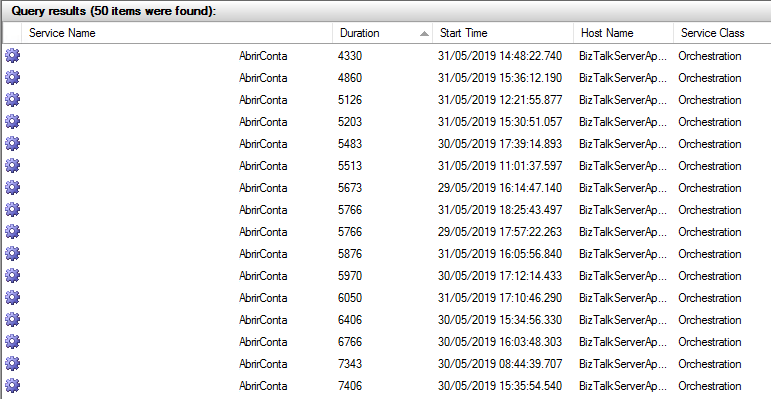 Query results (50 items were found):
Service Name Duration Start Time Host Name Service Class
AbrirConta 4330 31/05/2019 14:48:22.740 BizTalkServerAp... Orchestration
AbrirConta 4860 31/05/2019 15:36:12.190 BizTalkServerAp... Orchestration
AbrirConta 5126 31/05/2019 12:21:55.877 BizTalkServerAp... Orchestration
AbrirConta 5203 31/05/2019 15:30:51.057 BizTalkServerAp... Orchestration
AbrirConta 5483 30/05/2019 17:39:14.893 BizTalkServerAp... Orchestration
AbrirConta 5513 31/05/2019 11:01:37.597 BizTalkServerAp... Orchestration
AbrirConta 5673 29/05/2019 16:14:47.140 BizTalkServerAp... Orchestration
AbrirConta 5766 31/05/2019 18:25:43.497 BizTalkServerAp... Orchestration
AbrirConta 5766 29/05/2019 17:57:22.263 BizTalkServerAp... Orchestration
AbrirConta 5876 31/05/2019 16:05:56.840 BizTalkServerAp... Orchestration
AbrirConta 5970 30/05/2019 17:12:14.433 BizTalkServerAp... Orchestration
AbrirConta 6050 31/05/2019 17:10:46.290 BizTalkServerAp... Orchestration
AbrirConta 6406 30/05/2019 15:34:56.330 BizTalkServerAp... Orchestration
AbrirConta 6766 30/05/2019 16:03:48.303 BizTalkServerAp... Orchestration
AbrirConta 7343 30/05/2019 08:44:39.707 BizTalkServerAp... Orchestration
AbrirConta 7406 30/05/2019 15:35:54.540 BizTalkServerAp... Orchestration